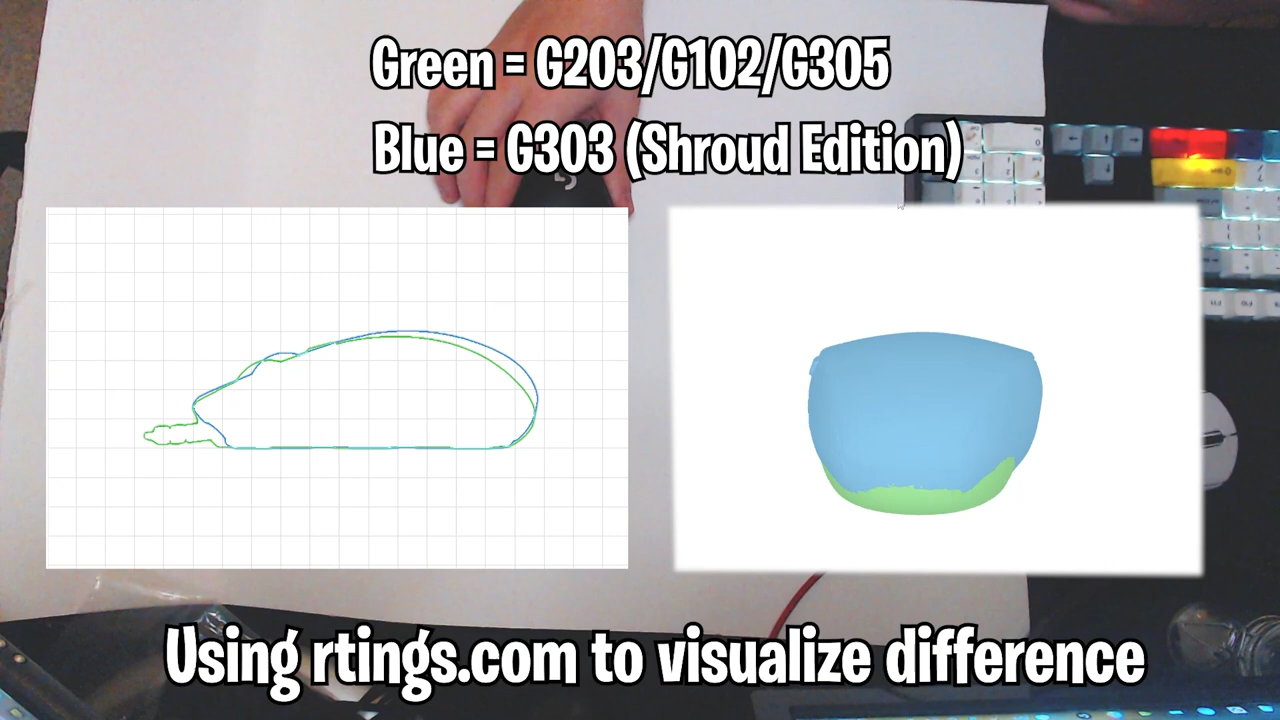 Green = G203/G102/G305
Blue = G303 (Shroud Edition)
Using rtings.com to visualize difference